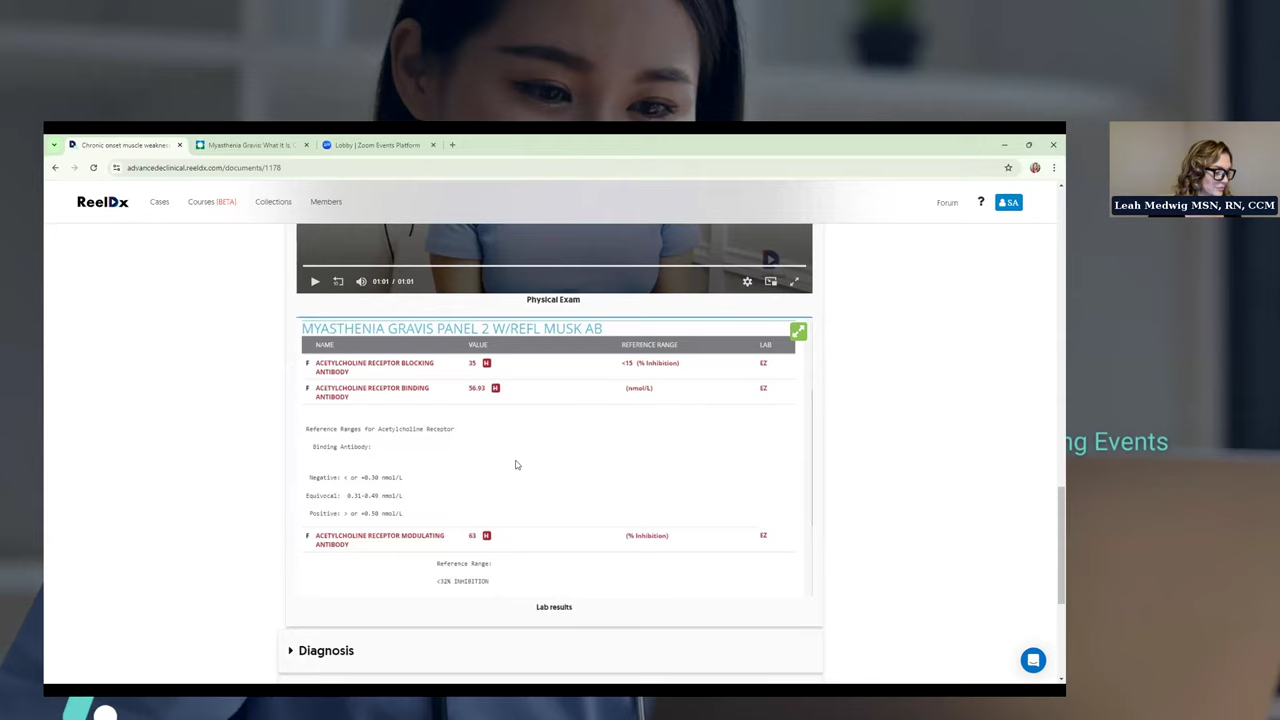 Chronic onset muscle weakness
Myasthenia Gravis: What It Is, C
Lobby | Zoom Events Platform
advancedeclinical.reeldx.com/documents/1178
ReelDx
Cases
Courses (BETA)
Collections
Members
Forum
?
SA
Leah Medwig MSN, RN, CCM
01:01 / 01:01
Physical Exam
MYASTHENIA GRAVIS PANEL 2 W/REFL MUSK AB
NAME VALUE REFERENCE RANGE LAB
F ACETYLCHOLINE RECEPTOR BLOCKING 35 H <15 (% Inhibition) EZ
ANTIBODY
F ACETYLCHOLINE RECEPTOR BINDING 56.93 H (nmol/L) EZ
ANTIBODY
Reference Ranges for Acetylcholine Receptor
Binding Antibody:
ng Events
Negative: < or =0.30 nmol/L
Equivocal: 0.31-0.49 nmol/L
Positive: > or =0.50 nmol/L
F ACETYLCHOLINE RECEPTOR MODULATING 63 H (% Inhibition) EZ
ANTIBODY
Reference Range:
<32% INHIBITION
Lab results
Diagnosis